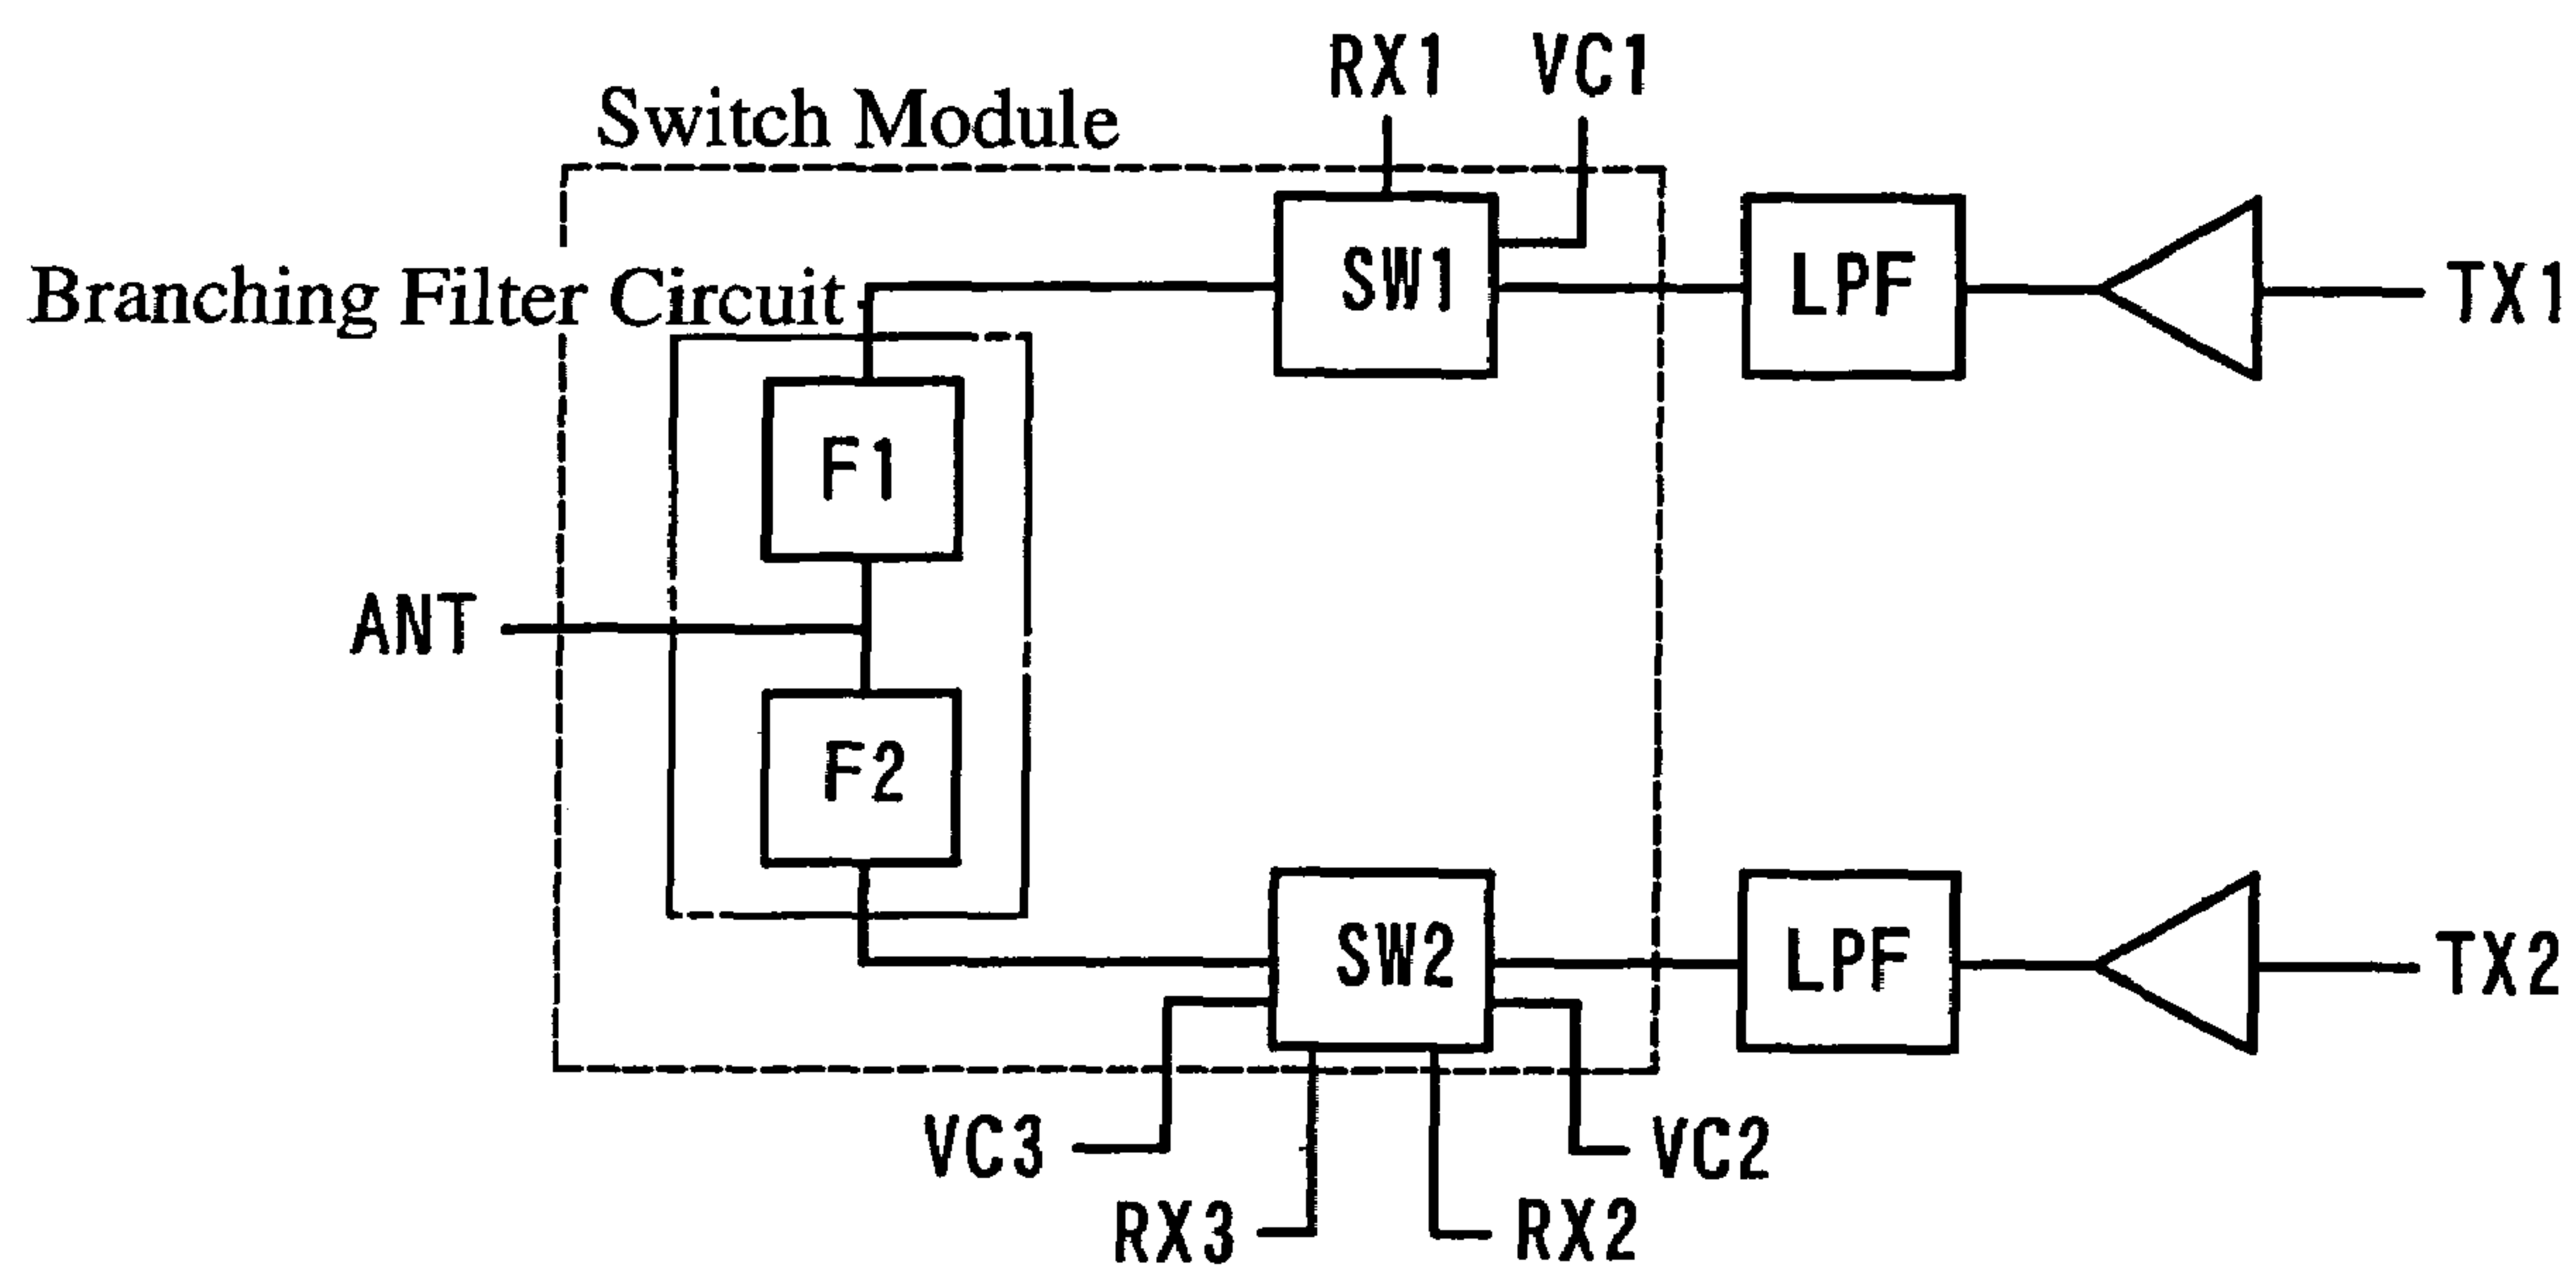 RX1
VC1
Switch Module
SW1
LPF
TX1
Branching Filter Circuit
F1
ANT
F2
SW2
LPF
TX2
VC3
VC2
RX3
RX2